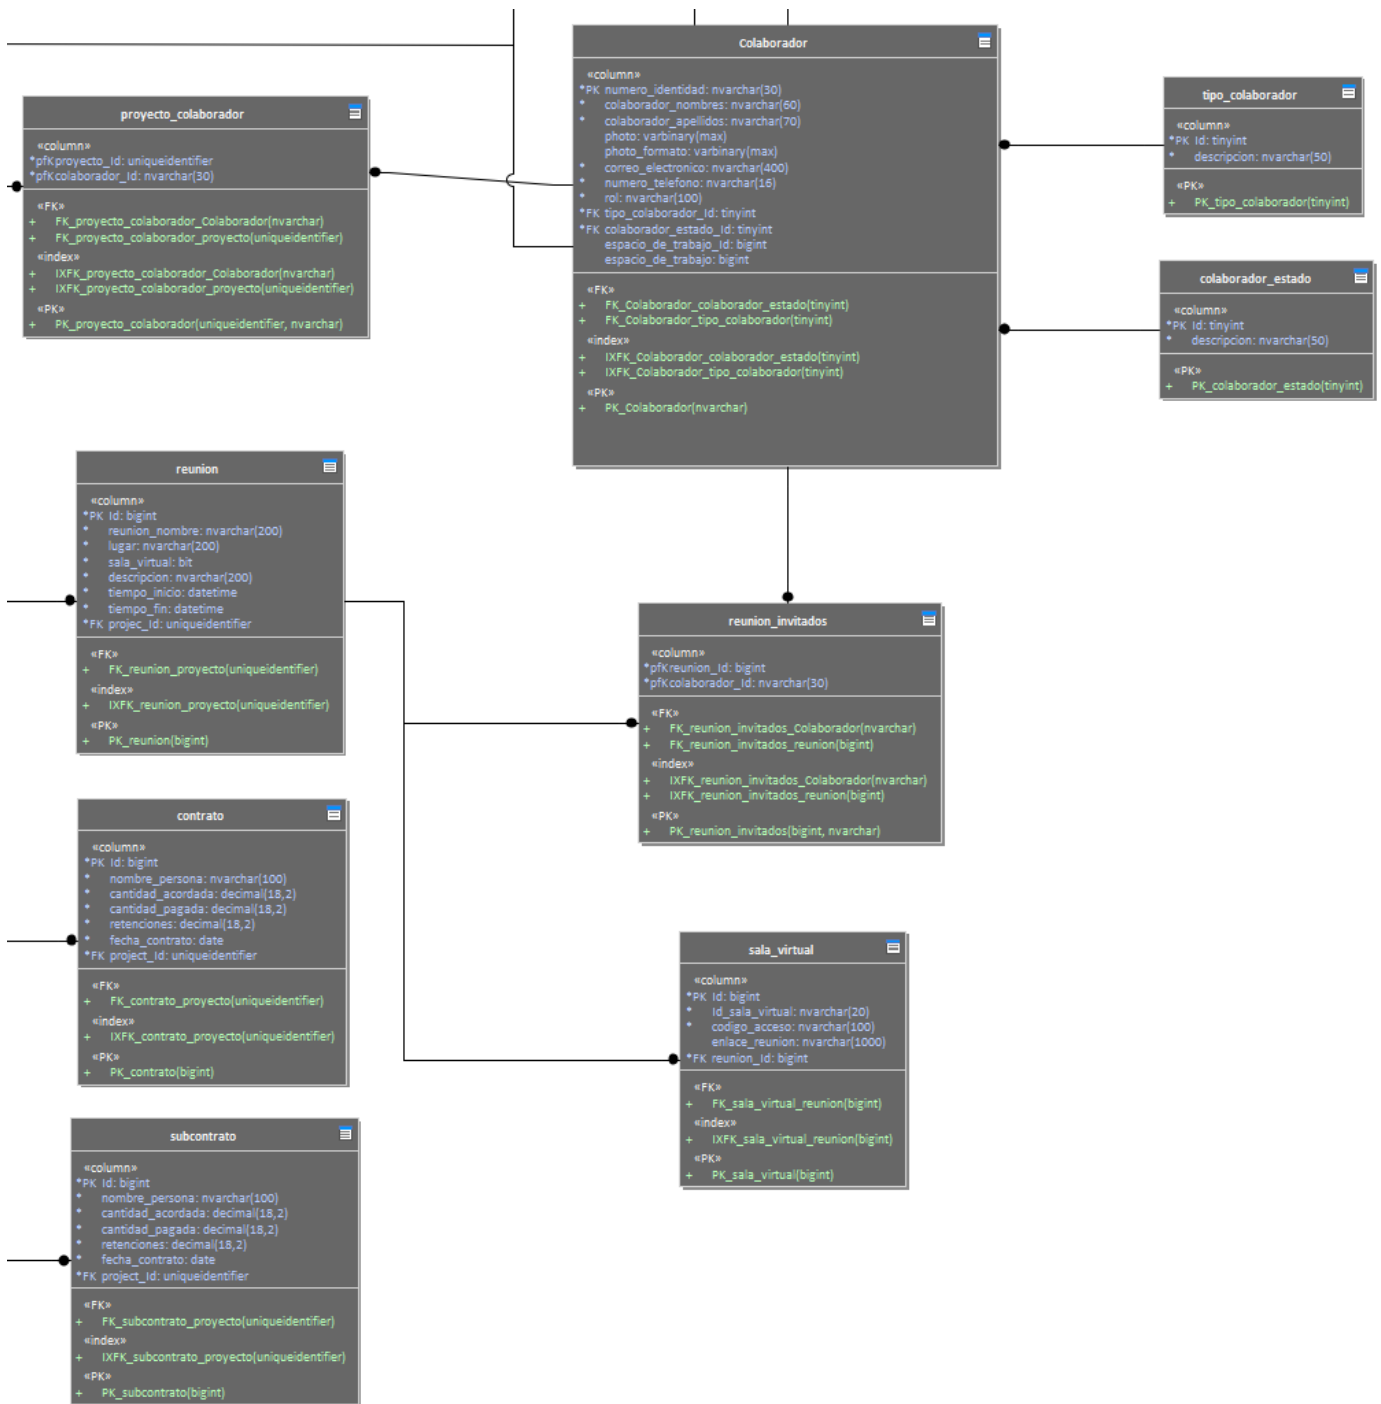 Colaborador
«column»
*PK numero_identidad: nvarchar(30)
* colaborador_nombres: nvarchar(60)
* colaborador_apellidos: nvarchar(70)
photo: varbinary(max)
photo_formato: varbinary(max)
* correo_electronico: nvarchar(400)
* numero_telefono: nvarchar(16)
* rol: nvarchar(100)
*FK tipo_colaborador_Id: tinyint
*FK colaborador_estado_Id: tinyint
espacio_de_trabajo_Id: bigint
espacio_de_trabajo: bigint
«FK»
+ FK_Colaborador_colaborador_estado(tinyint)
+ FK_Colaborador_tipo_colaborador(tinyint)
«index»
+ IXFK_Colaborador_colaborador_estado(tinyint)
+ IXFK_Colaborador_tipo_colaborador(tinyint)
«PK»
+ PK_Colaborador(nvarchar)
tipo_colaborador
«column»
*PK Id: tinyint
* descripcion: nvarchar(50)
«PK»
+ PK_tipo_colaborador(tinyint)
proyecto_colaborador
«column»
*pfK proyecto_Id: uniqueidentifier
*pfK colaborador_Id: nvarchar(30)
«FK»
+ FK_proyecto_colaborador_Colaborador(nvarchar)
+ FK_proyecto_colaborador_proyecto(uniqueidentifier)
«index»
+ IXFK_proyecto_colaborador_Colaborador(nvarchar)
+ IXFK_proyecto_colaborador_proyecto(uniqueidentifier)
«PK»
+ PK_proyecto_colaborador(uniqueidentifier, nvarchar)
colaborador_estado
«column»
*PK Id: tinyint
* descripcion: nvarchar(50)
«PK»
+ PK_colaborador_estado(tinyint)
reunion
«column»
*PK Id: bigint
* reunion_nombre: nvarchar(200)
* lugar: nvarchar(200)
* sala_virtual: bit
* descripcion: nvarchar(200)
* tiempo_inicio: datetime
* tiempo_fin: datetime
*FK projec_Id: uniqueidentifier
«FK»
+ FK_reunion_proyecto(uniqueidentifier)
«index»
+ IXFK_reunion_proyecto(uniqueidentifier)
«PK»
+ PK_reunion(bigint)
reunion_invitados
«column»
*pfK reunion_Id: bigint
*pfK colaborador_Id: nvarchar(30)
«FK»
+ FK_reunion_invitados_Colaborador(nvarchar)
+ FK_reunion_invitados_reunion(bigint)
«index»
+ IXFK_reunion_invitados_Colaborador(nvarchar)
+ IXFK_reunion_invitados_reunion(bigint)
«PK»
+ PK_reunion_invitados(bigint, nvarchar)
contrato
«column»
*PK Id: bigint
* nombre_persona: nvarchar(100)
* cantidad_acordada: decimal(18,2)
* cantidad_pagada: decimal(18,2)
* retenciones: decimal(18,2)
* fecha_contrato: date
*FK project_Id: uniqueidentifier
«FK»
+ FK_contrato_proyecto(uniqueidentifier)
«index»
+ IXFK_contrato_proyecto(uniqueidentifier)
«PK»
+ PK_contrato(bigint)
sala_virtual
«column»
*PK Id: bigint
* Id_sala_virtual: nvarchar(20)
* codigo_acceso: nvarchar(100)
enlace_reunion: nvarchar(1000)
*FK reunion_Id: bigint
«FK»
+ FK_sala_virtual_reunion(bigint)
«index»
+ IXFK_sala_virtual_reunion(bigint)
«PK»
+ PK_sala_virtual(bigint)
subcontrato
«column»
*PK Id: bigint
* nombre_persona: nvarchar(100)
* cantidad_acordada: decimal(18,2)
* cantidad_pagada: decimal(18,2)
* retenciones: decimal(18,2)
* fecha_contrato: date
*FK project_Id: uniqueidentifier
«FK»
+ FK_subcontrato_proyecto(uniqueidentifier)
«index»
+ IXFK_subcontrato_proyecto(uniqueidentifier)
«PK»
+ PK_subcontrato(bigint)